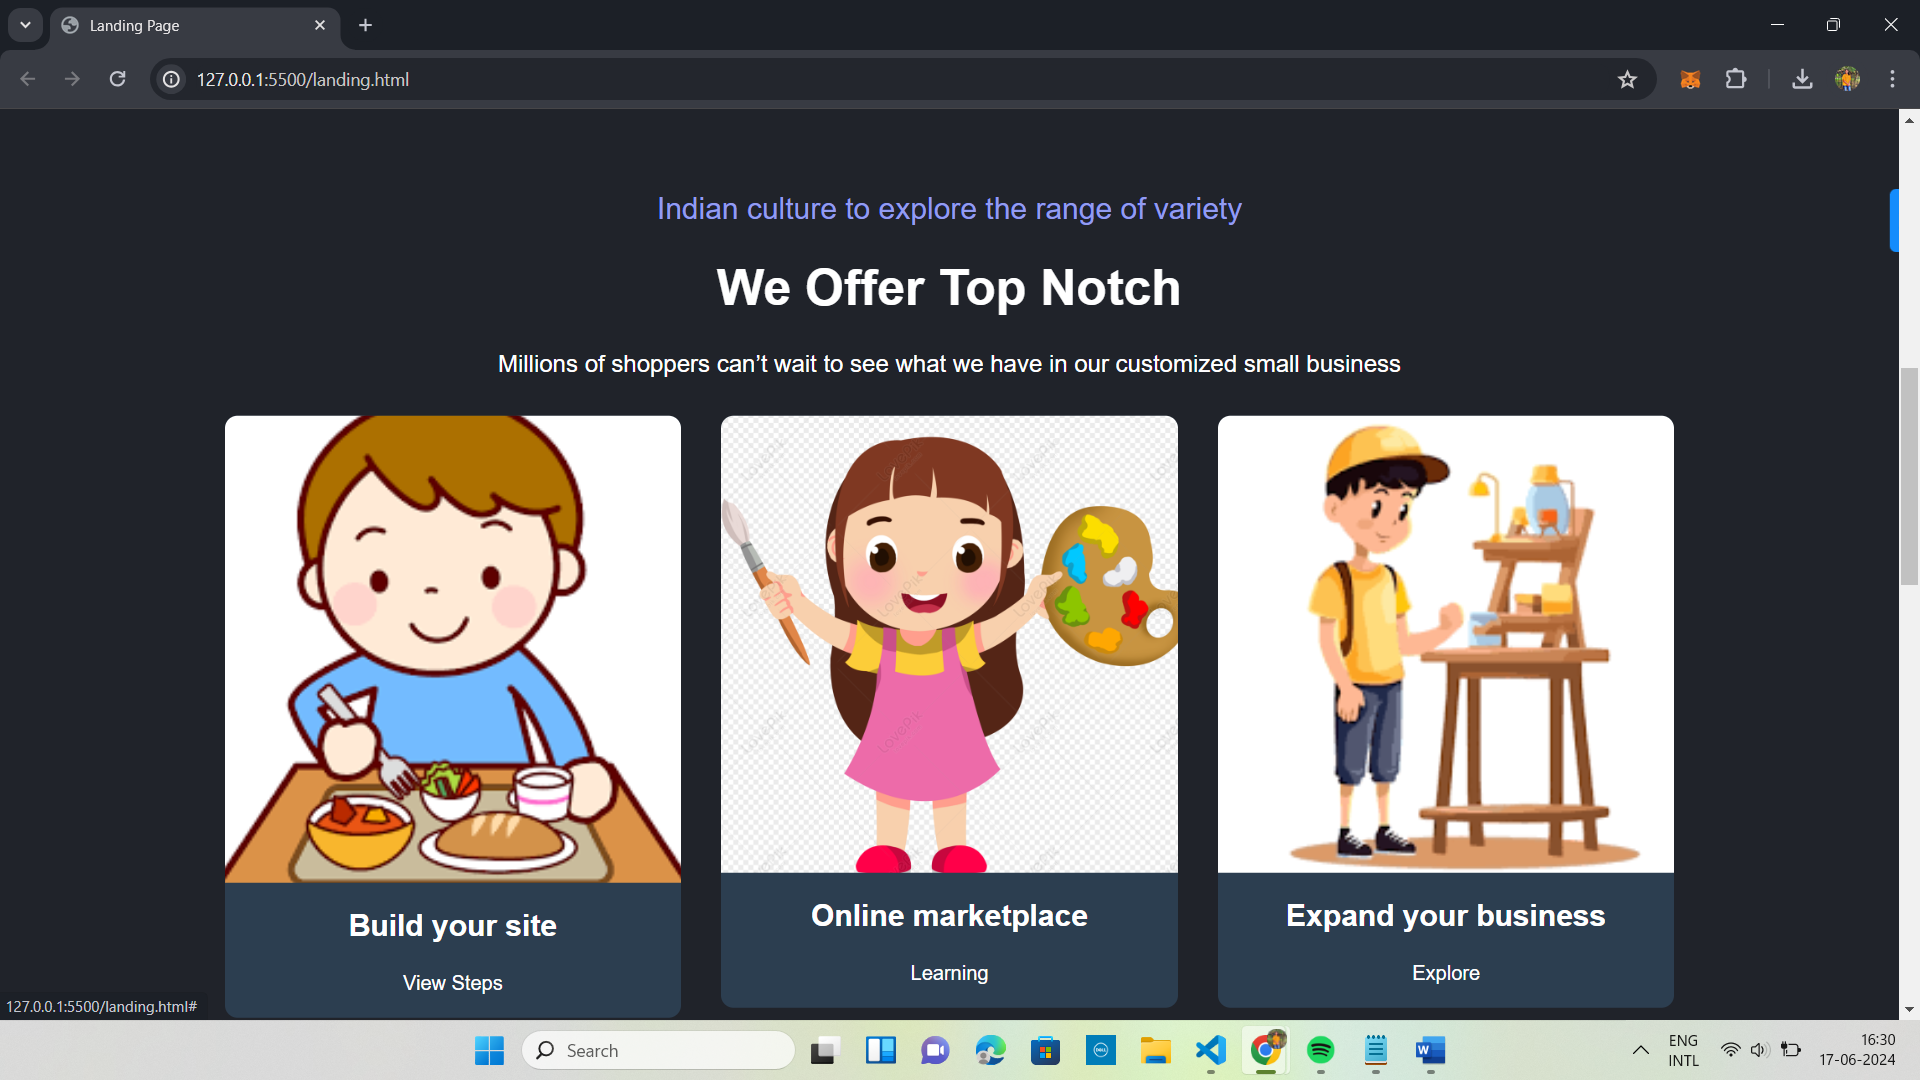 Landing Page
127.0.0.1:5500/landing.html
Indian culture to explore the range of variety
We Offer Top Notch
Millions of shoppers can’t wait to see what we have in our customized small business
Build your site
View Steps
Online marketplace
Learning
Expand your business
Explore
127.0.0.1:5500/landing.html#
Search
ENG
INTL
16:30
17-06-2024